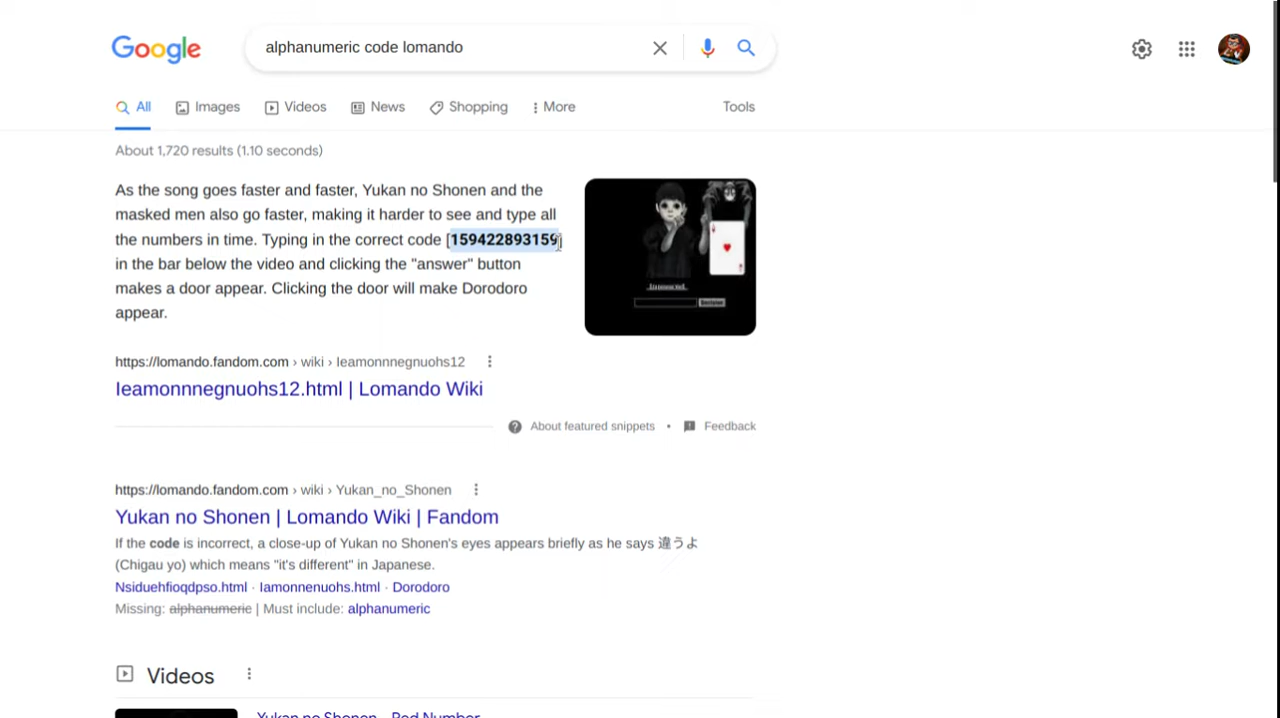 Google
alphanumeric code lomando
All Images Videos News Shopping More Tools
About 1,720 results (1.10 seconds)
As the song goes faster and faster, Yukan no Shonen and the
masked men also go faster, making it harder to see and type all
the numbers in time. Typing in the correct code [159422893159]
in the bar below the video and clicking the "answer" button
makes a door appear. Clicking the door will make Dorodoro
appear.
https://lomando.fandom.com › wiki › Ieamonnnegnuohs12
Ieamonnnegnuohs12.html | Lomando Wiki
About featured snippets • Feedback
https://lomando.fandom.com › wiki › Yukan_no_Shonen
Yukan no Shonen | Lomando Wiki | Fandom
If the code is incorrect, a close-up of Yukan no Shonen's eyes appears briefly as he says 違うよ
(Chigau yo) which means "it's different" in Japanese.
Nsiduehfioqdpso.html · Iamonnenuohs.html · Dorodoro
Missing: alphanumeric | Must include: alphanumeric
Videos
Yukan no Shonen - Red Number